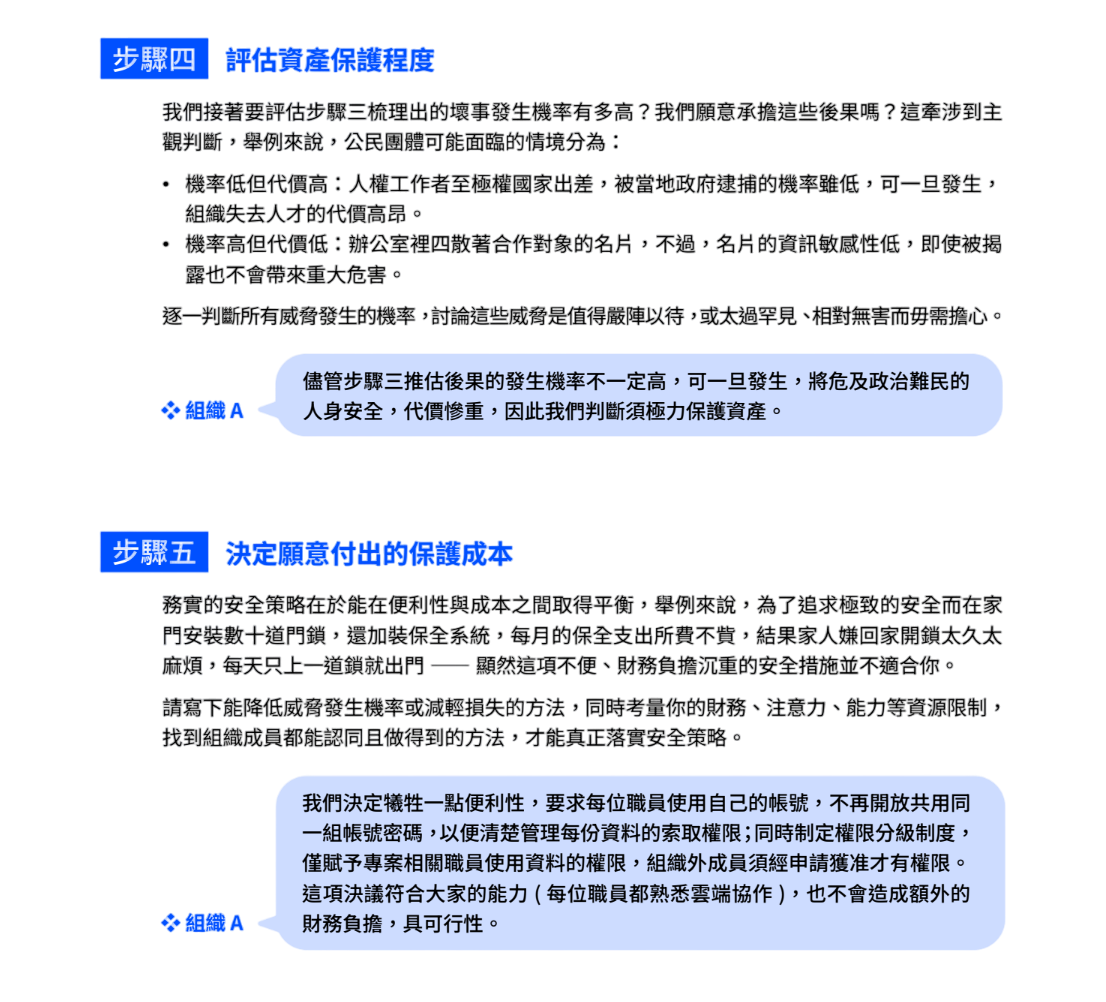 步驟四 評估資產保護程度
我們接著要評估步驟三梳理出的壞事發生機率有多高？我們願意承擔這些後果嗎？這牽涉到主
觀判斷，舉例來說，公民團體可能面臨的情境分為：
• 機率低但代價高：人權工作者至極權國家出差，被當地政府逮捕的機率雖低，可一旦發生，
組織失去人才的代價高昂。
• 機率高但代價低：辦公室裡四散著合作對象的名片，不過，名片的資訊敏感性低，即使被揭
露也不會帶來重大危害。
逐一判斷所有威脅發生的機率，討論這些威脅是值得嚴陣以待，或太過罕見、相對無害而毋需擔心。
儘管步驟三推估後果的發生機率不一定高，可一旦發生，將危及政治難民的
人身安全，代價慘重，因此我們判斷須極力保護資產。
❖ 組織 A
步驟五 決定願意付出的保護成本
務實的安全策略在於能在便利性與成本之間取得平衡，舉例來說，為了追求極致的安全而在家
門安裝數十道門鎖，還加裝保全系統，每月的保全支出所費不貲，結果家人嫌回家開鎖太久太
麻煩，每天只上一道鎖就出門 —— 顯然這項不便、財務負擔沉重的安全措施並不適合你。
請寫下能降低威脅發生機率或減輕損失的方法，同時考量你的財務、注意力、能力等資源限制，
找到組織成員都能認同且做得到的方法，才能真正落實安全策略。
我們決定犧牲一點便利性，要求每位職員使用自己的帳號，不再開放共用同
一組帳號密碼，以便清楚管理每份資料的索取權限；同時制定權限分級制度，
僅賦予專案相關職員使用資料的權限，組織外成員須經申請獲准才有權限。
這項決議符合大家的能力 ( 每位職員都熟悉雲端協作 )，也不會造成額外的
財務負擔，具可行性。
❖ 組織 A